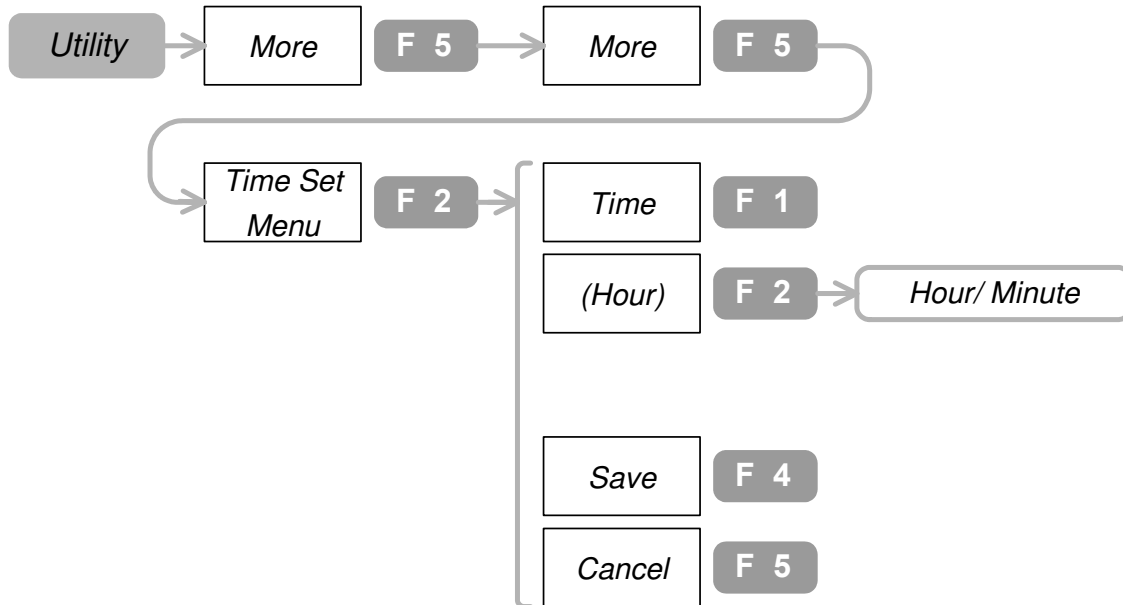 Utility More F 5 More F 5
Time Set
Menu
F 2 Time F 1
(Hour) F 2 Hour/ Minute
Save F 4
Cancel F 5